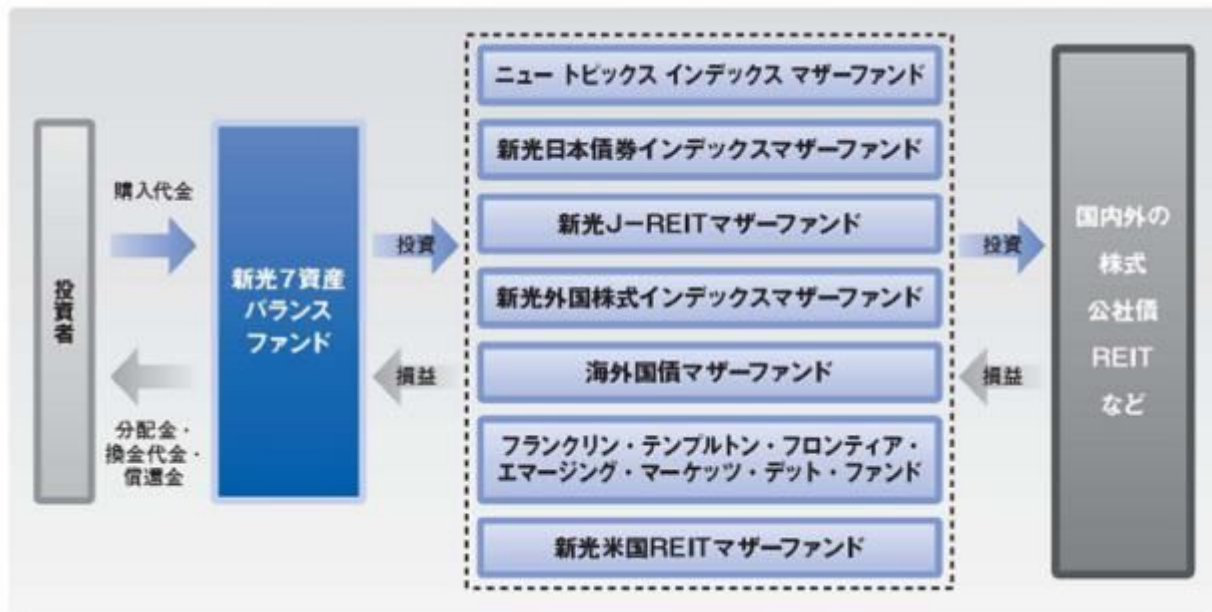 投資者
購入代金
分配金・
換金代金・
償還金
新光7資産
バランス
ファンド
投資
損益
ニュー トピックス インデックス マザーファンド
新光日本債券インデックスマザーファンド
新光J−REITマザーファンド
新光外国株式インデックスマザーファンド
海外国債マザーファンド
フランクリン・テンプルトン・フロンティア・
エマージング・マーケッツ・デット・ファンド
新光米国REITマザーファンド
投資
損益
国内外の
株式
公社債
REIT
など